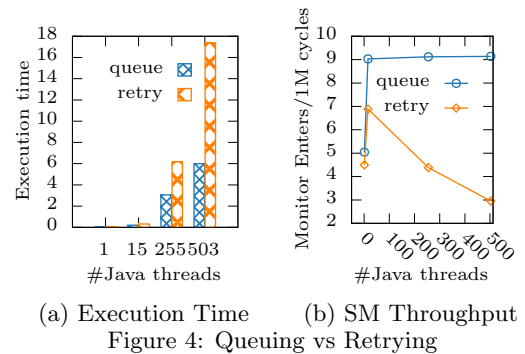 Execution time
18
16
14
12
10
8
6
4
2
0
queue
retry
1 15 255 503
#Java threads
(a) Execution Time
Monitor Enters/1M cycles
10
9
8
7
6
5
4
3
2
queue
retry
0 100 200 300 400 500
#Java threads
(b) SM Throughput
Figure 4: Queuing vs Retrying